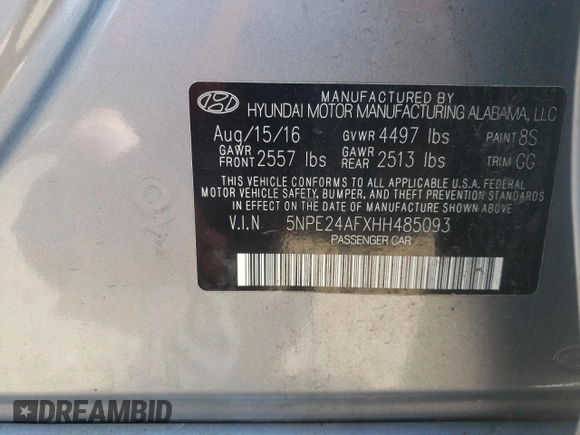 MANUFACTURED BY
HYUNDAI MOTOR MANUFACTURING ALABAMA, LLC
Aug/15/16 GVWR 4497 lbs PAINT 8S
GAWR FRONT 2557 lbs GAWR REAR 2513 lbs TRIM GG
THIS VEHICLE CONFORMS TO ALL APPLICABLE U.S.A. FEDERAL
MOTOR VEHICLE SAFETY, BUMPER, AND THEFT PREVENTION STANDARDS
IN EFFECT ON THE DATE OF MANUFACTURE SHOWN ABOVE
V.I.N 5NPE24AFXHH485093
PASSENGER CAR
DREAMBID